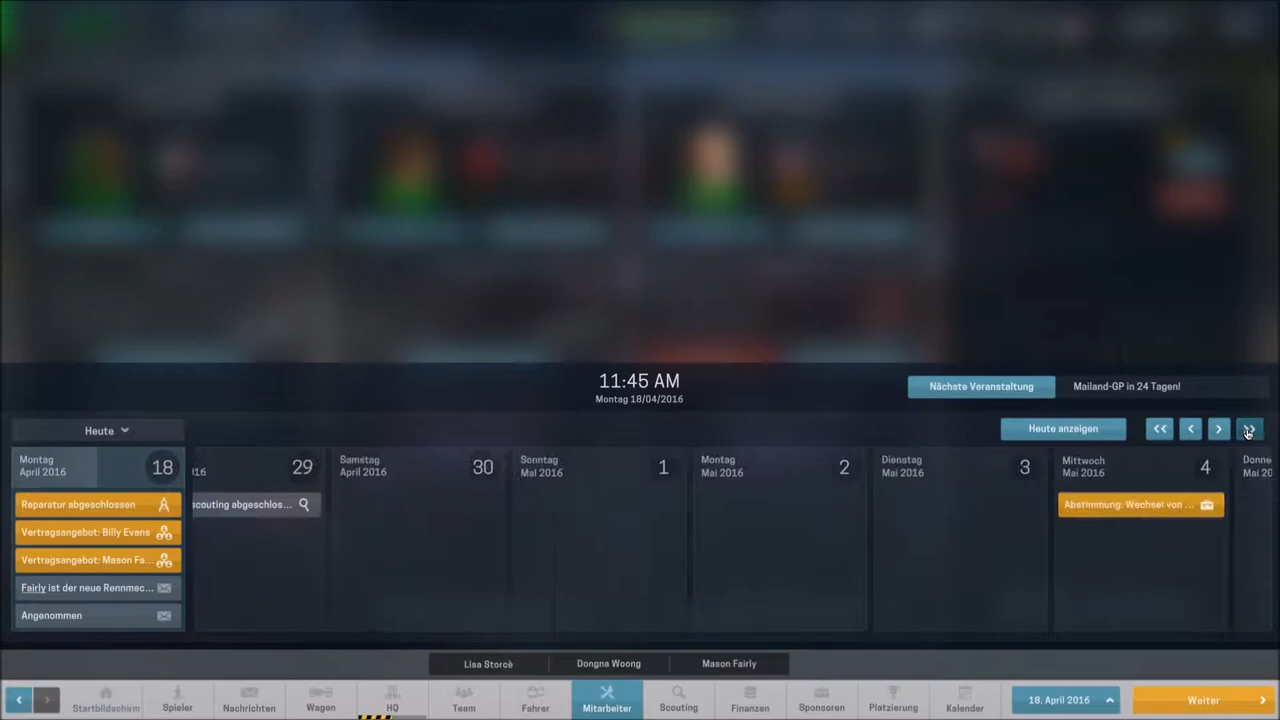 11:45 AM
Montag 18/04/2016
Nächste Veranstaltung
Mailand-GP in 24 Tagen!
Heute
Heute anzeigen
Montag
April 2016
18
Reparatur abgeschlossen
Vertragsangebot: Billy Evans
Vertragsangebot: Mason Fa...
Fairly ist der neue Rennmec...
Angenommen
016
29
scouting abgeschlos...
Samstag
April 2016
30
Sonntag
Mai 2016
1
Montag
Mai 2016
2
Dienstag
Mai 2016
3
Mittwoch
Mai 2016
4
Abstimmung: Wechsel von ...
Donne
Mai 20
Lisa Storcè
Dongna Woong
Mason Fairly
Startbildschirm
Spieler
Nachrichten
Wagen
HQ
Team
Fahrer
Mitarbeiter
Scouting
Finanzen
Sponsoren
Platzierung
Kalender
18. April 2016
Weiter